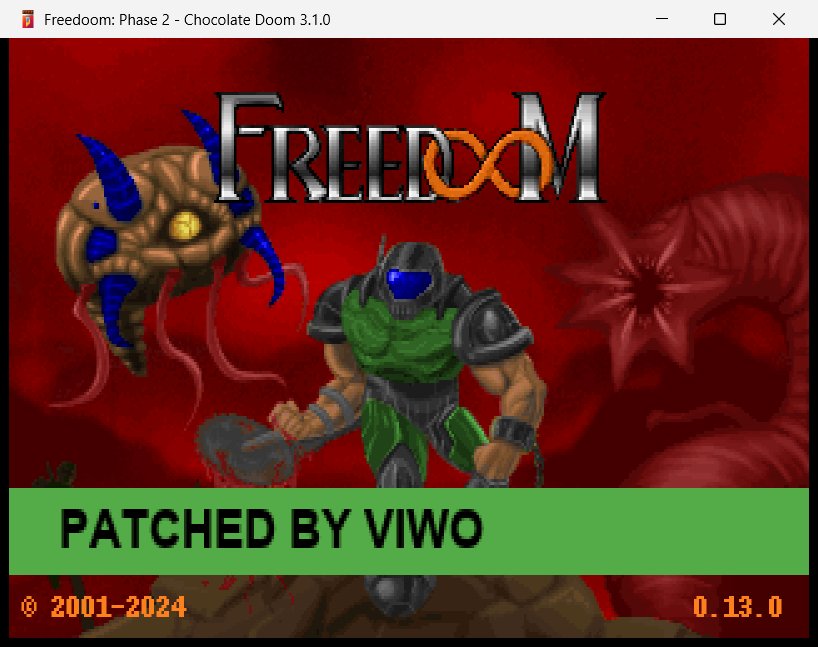 Freedoom: Phase 2 - Chocolate Doom 3.1.0
FREEDOOM
PATCHED BY VIWO
© 2001-2024
0.13.0